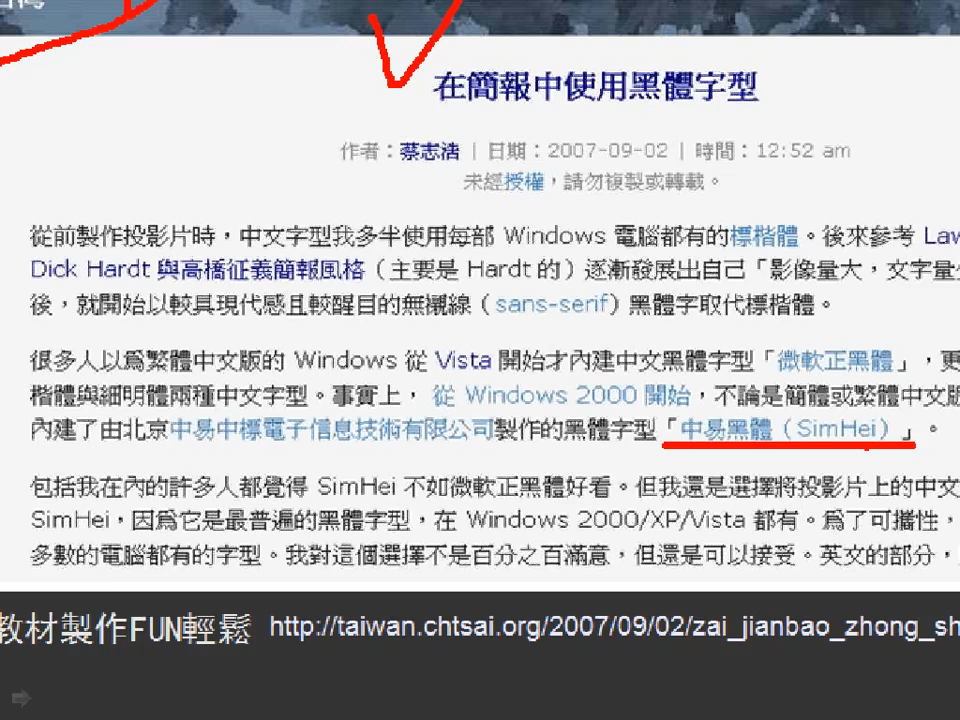 台灣
在簡報中使用黑體字型
作者：蔡志浩 | 日期：2007-09-02 | 時間：12:52 am
未經授權，請勿複製或轉載。
從前製作投影片時，中文字型我多半使用每部 Windows 電腦都有的標楷體。後來參考 Law
Dick Hardt 與高橋征義簡報風格（主要是 Hardt 的）逐漸發展出自己「影像量大，文字量
後，就開始以較具現代感且較醒目的無襯線（sans-serif）黑體字取代標楷體。
很多人以為繁體中文版的 Windows 從 Vista 開始才內建中文黑體字型「微軟正黑體」，更
楷體與細明體兩種中文字型。事實上， 從 Windows 2000 開始，不論是簡體或繁體中文版
內建了由北京中易中標電子信息技術有限公司製作的黑體字型「中易黑體（SimHei）」。
包括我在內的許多人都覺得 SimHei 不如微軟正黑體好看。但我還是選擇將投影片上的中文
SimHei，因為它是最普遍的黑體字型，在 Windows 2000/XP/Vista 都有。為了可攜性，
多數的電腦都有的字型。我對這個選擇不是百分之百滿意，但還是可以接受。英文的部分，
教材製作FUN輕鬆 http://taiwan.chtsai.org/2007/09/02/zai_jianbao_zhong_sh